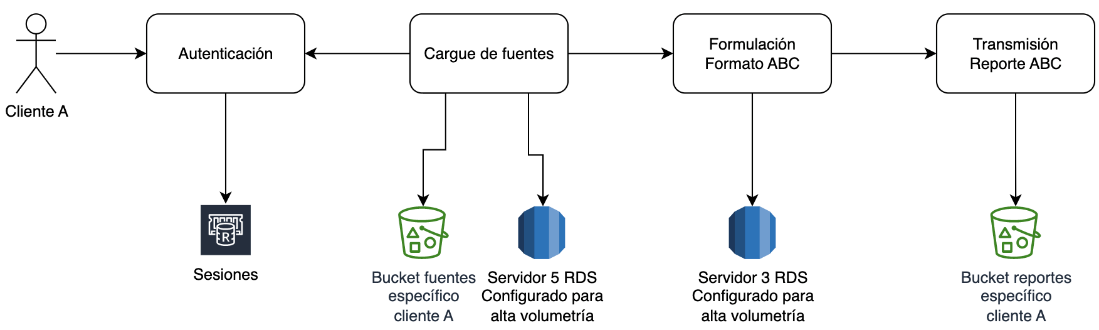 Cliente A
Autenticación
Cargue de fuentes
Formulación
Formato ABC
Transmisión
Reporte ABC
R
Sesiones
Bucket fuentes
específico
cliente A
Servidor 5 RDS
Configurado para
alta volumetría
Servidor 3 RDS
Configurado para
alta volumetría
Bucket reportes
específico
cliente A